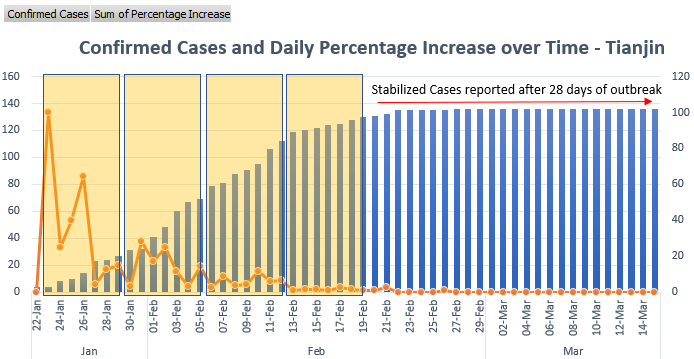 Confirmed Cases Sum of Percentage Increase
Confirmed Cases and Daily Percentage Increase over Time - Tianjin
Stabilized Cases reported after 28 days of outbreak
160
140
120
100
80
60
40
20
0
120
100
80
60
40
20
0
22-Jan
24-Jan
26-Jan
28-Jan
30-Jan
01-Feb
03-Feb
05-Feb
07-Feb
09-Feb
11-Feb
13-Feb
15-Feb
17-Feb
19-Feb
21-Feb
23-Feb
25-Feb
27-Feb
29-Feb
02-Mar
04-Mar
06-Mar
08-Mar
10-Mar
12-Mar
14-Mar
Jan Feb Mar